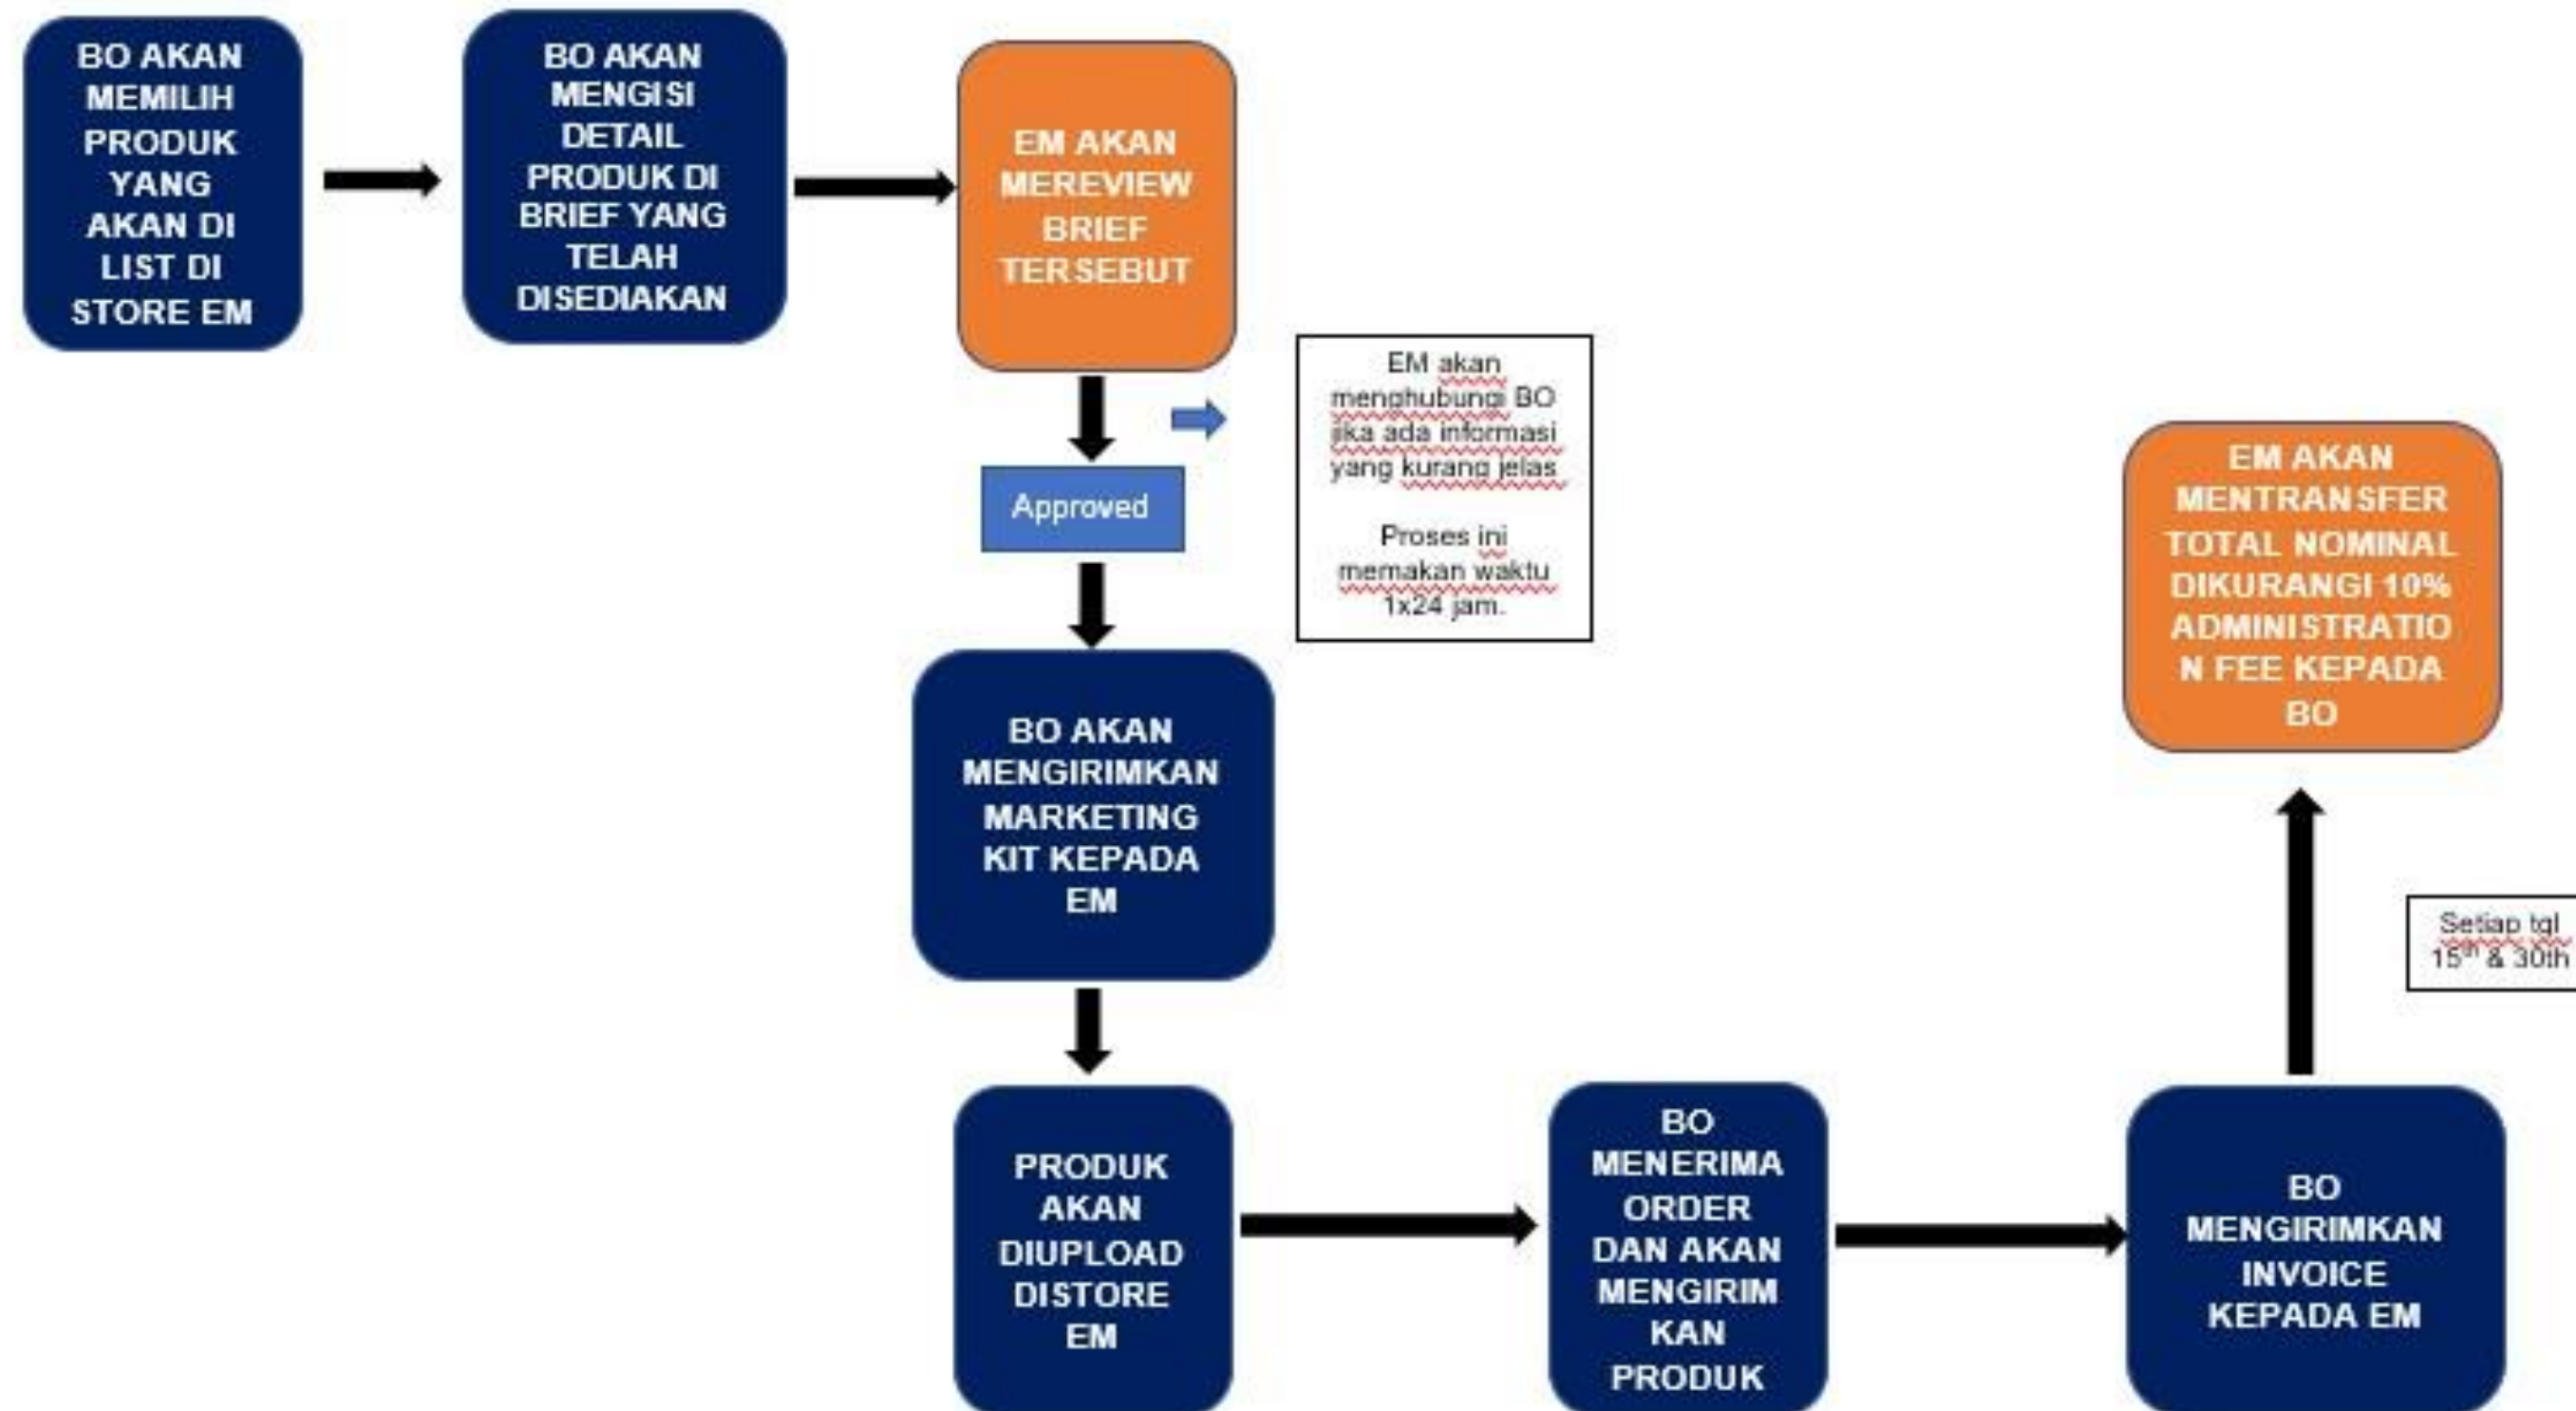 BO AKAN
MEMILIH
PRODUK
YANG
AKAN DI
LIST DI
STORE EM
BO AKAN
MENGISI
DETAIL
PRODUK DI
BRIEF YANG
TELAH
DISEDIAKAN
EM AKAN
MEREVIEW
BRIEF
TERSEBUT
EM akan
menghubungi BO
jika ada informasi
yang kurang jelas
Proses ini
memakan waktu
1x24 jam.
Approved
BO AKAN
MENGIRIMKAN
MARKETING
KIT KEPADA
EM
PRODUK
AKAN
DIUPLOAD
DISTORE
EM
BO
MENERIMA
ORDER
DAN AKAN
MENGIRIM
KAN
PRODUK
BO
MENGIRIMKAN
INVOICE
KEPADA EM
Setiap tgl
15th & 30th
EM AKAN
MENTRANSFER
TOTAL NOMINAL
DIKURANGI 10%
ADMINISTRATIO
N FEE KEPADA
BO